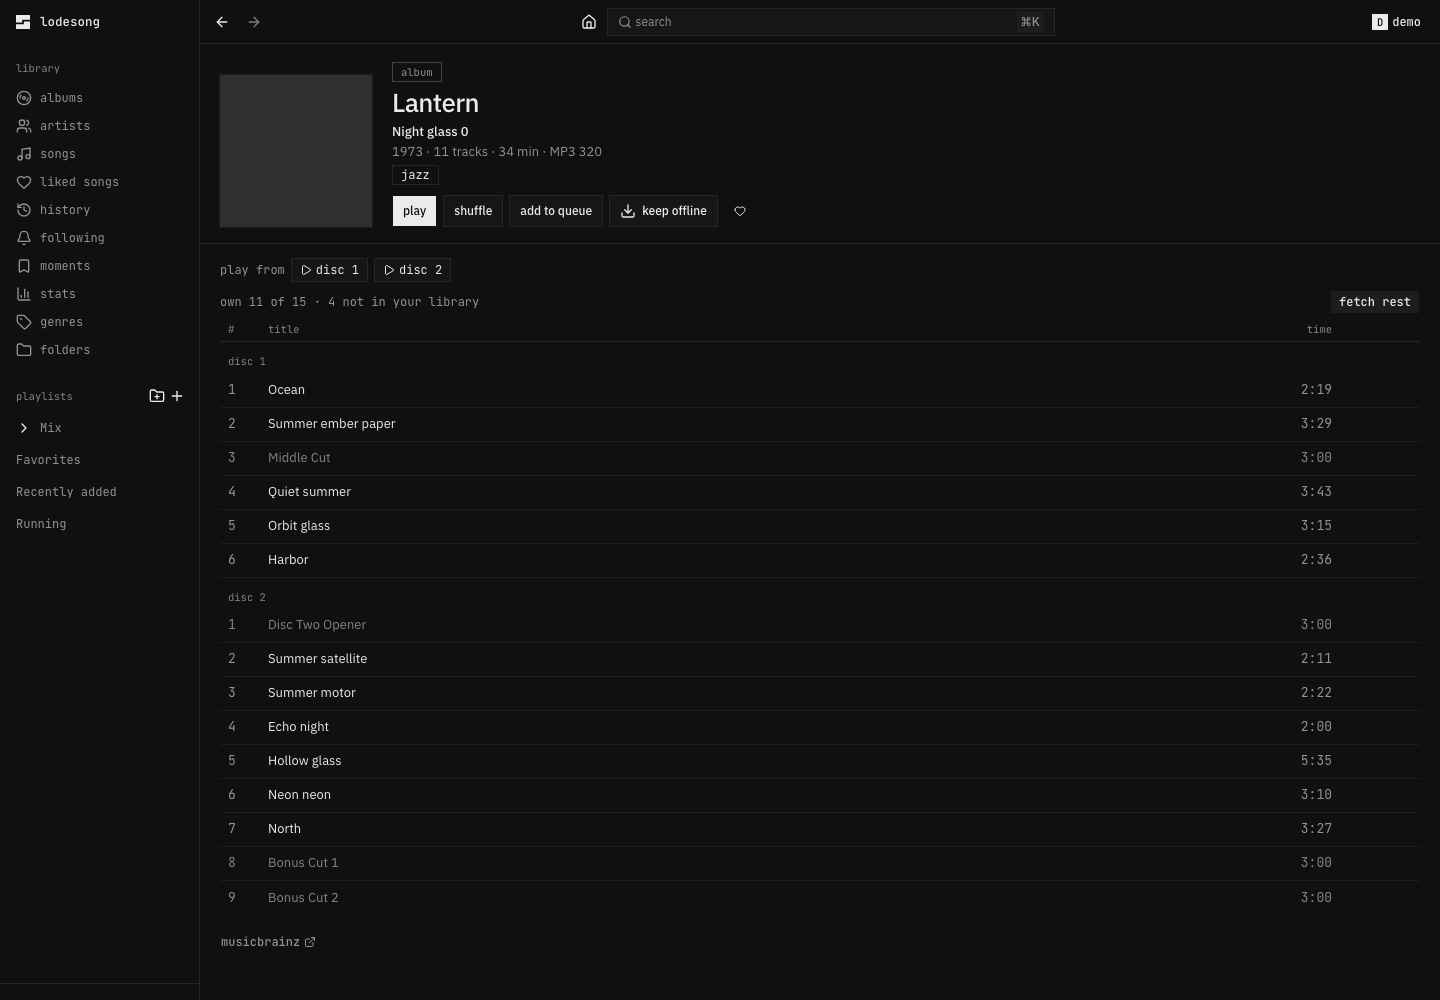 lodesong
search
⌘K
D demo
library
albums
artists
songs
liked songs
history
following
moments
stats
genres
folders
playlists
Mix
Favorites
Recently added
Running
album
Lantern
Night glass 0
1973 · 11 tracks · 34 min · MP3 320
jazz
play shuffle add to queue keep offline
play from disc 1 disc 2
own 11 of 15 · 4 not in your library fetch rest
# title time
disc 1
1 Ocean 2:19
2 Summer ember paper 3:29
3 Middle Cut 3:00
4 Quiet summer 3:43
5 Orbit glass 3:15
6 Harbor 2:36
disc 2
1 Disc Two Opener 3:00
2 Summer satellite 2:11
3 Summer motor 2:22
4 Echo night 2:00
5 Hollow glass 5:35
6 Neon neon 3:10
7 North 3:27
8 Bonus Cut 1 3:00
9 Bonus Cut 2 3:00
musicbrainz